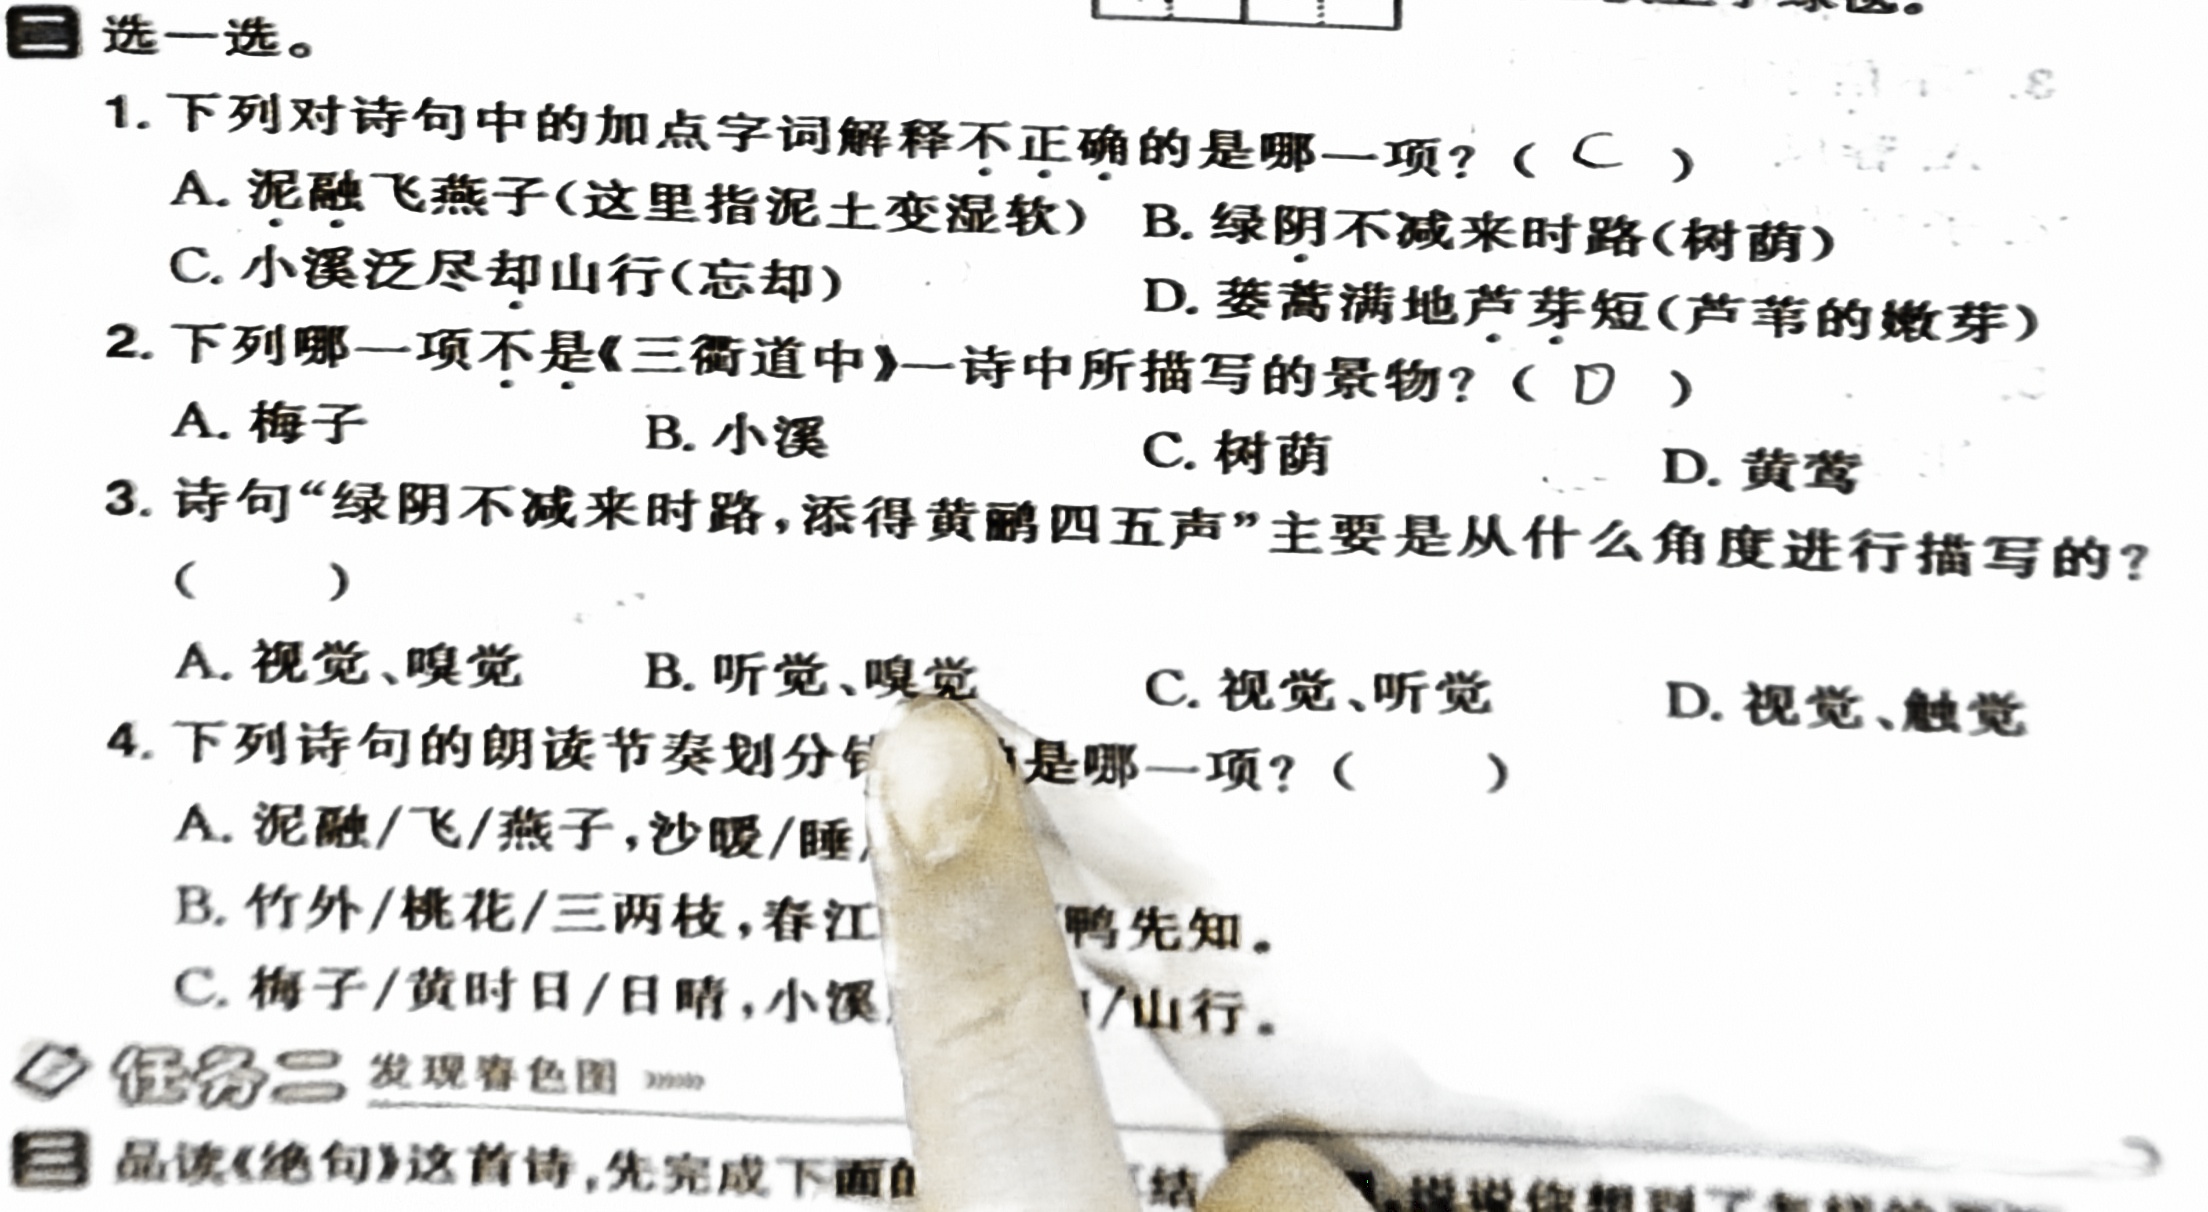 二 选一选。
1. 下列对诗句中的加点字词解释不正确的是哪一项？（ C ）
A. 泥融飞燕子（这里指泥土变湿软） B. 绿阴不减来时路（树荫）
C. 小溪泛尽却山行（忘却） D. 蒌蒿满地芦芽短（芦苇的嫩芽）
2. 下列哪一项不是《三衢道中》一诗中所描写的景物？（ D ）
A. 梅子 B. 小溪 C. 树荫 D. 黄莺
3. 诗句“绿阴不减来时路，添得黄鹂四五声”主要是从什么角度进行描写的？
（ ）
A. 视觉、嗅觉 B. 听觉、嗅觉 C. 视觉、听觉 D. 视觉、触觉
4. 下列诗句的朗读节奏划分 是哪一项？（ ）
A. 泥融/飞/燕子，沙暖/睡
B. 竹外/桃花/三两枝，春江 鸭先知。
C. 梅子/黄时日/日晴，小溪 /山行。
任务二 发现春色图
三 品读《绝句》这首诗，先完成下面 结 说说你想到了怎样的